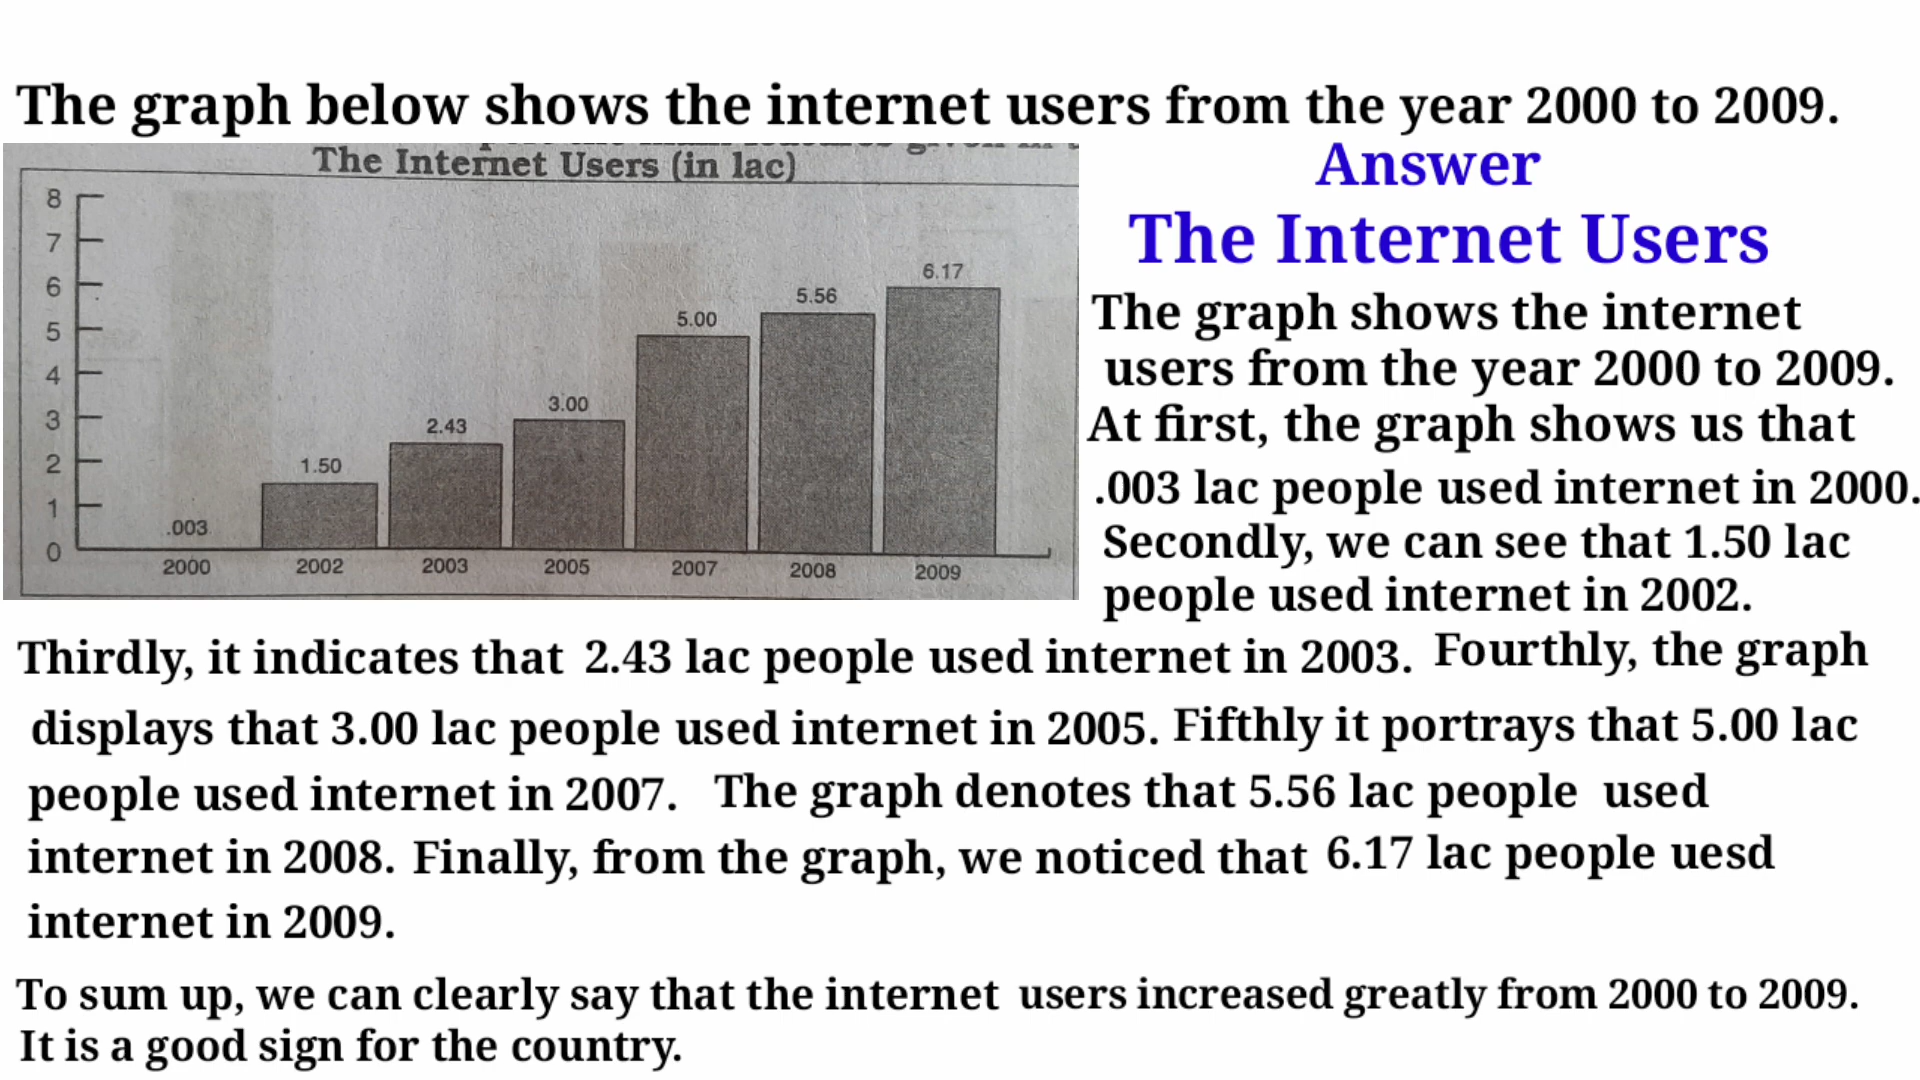 The graph below shows the internet users from the year 2000 to 2009.
The Internet Users (in lac)
8
7
6
5
4
3
2
1
0
.003
1.50
2.43
3.00
5.00
5.56
6.17
2000 2002 2003 2005 2007 2008 2009
Answer
The Internet Users
The graph shows the internet
users from the year 2000 to 2009.
At first, the graph shows us that
.003 lac people used internet in 2000.
Secondly, we can see that 1.50 lac
people used internet in 2002.
Thirdly, it indicates that 2.43 lac people used internet in 2003. Fourthly, the graph
displays that 3.00 lac people used internet in 2005. Fifthly it portrays that 5.00 lac
people used internet in 2007. The graph denotes that 5.56 lac people used
internet in 2008. Finally, from the graph, we noticed that 6.17 lac people uesd
internet in 2009.
To sum up, we can clearly say that the internet users increased greatly from 2000 to 2009.
It is a good sign for the country.